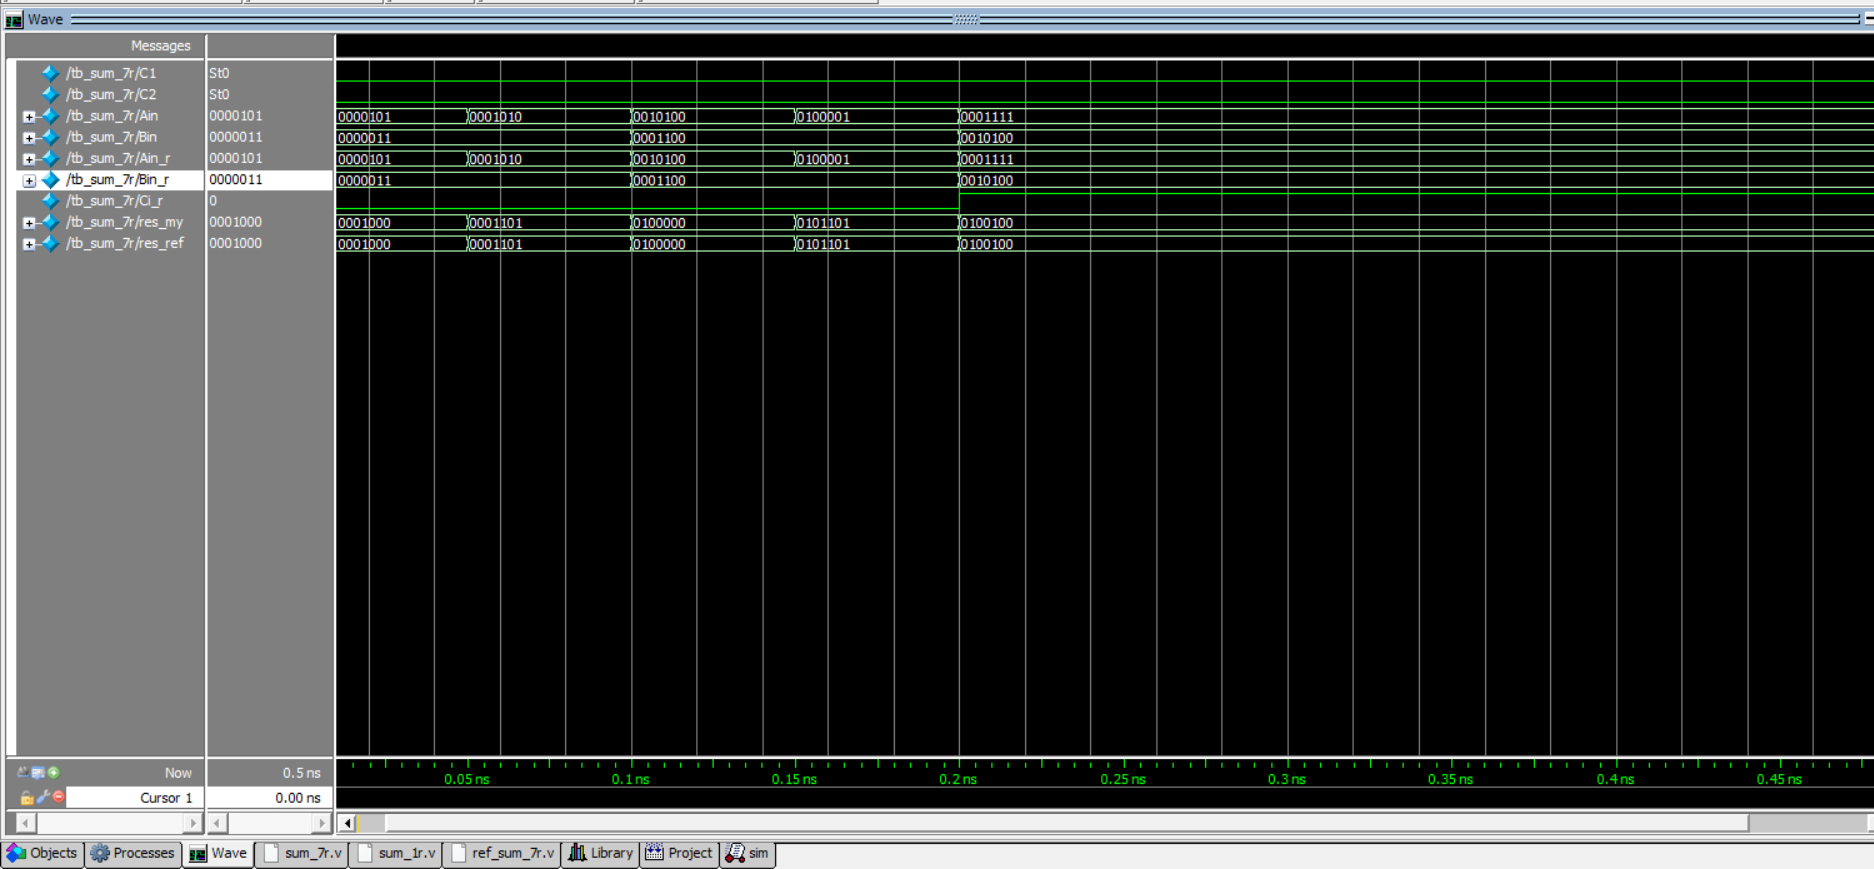 Wave
Messages
/tb_sum_7r/C1 St0
/tb_sum_7r/C2 St0
/tb_sum_7r/Ain 0000101 0000101 0001010 0010100 0100001 0001111
/tb_sum_7r/Bin 0000011 0000011 0001100 0010100
/tb_sum_7r/Ain_r 0000101 0000101 0001010 0010100 0100001 0001111
/tb_sum_7r/Bin_r 0000011 0000011 0001100 0010100
/tb_sum_7r/Ci_r 0
/tb_sum_7r/res_my 0001000 0001000 0001101 0100000 0101101 0100100
/tb_sum_7r/res_ref 0001000 0001000 0001101 0100000 0101101 0100100
Now 0.5 ns 0.05 ns 0.1 ns 0.15 ns 0.2 ns 0.25 ns 0.3 ns 0.35 ns 0.4 ns 0.45 ns
Cursor 1 0.00 ns
Objects Processes Wave sum_7r.v sum_1r.v ref_sum_7r.v Library Project sim